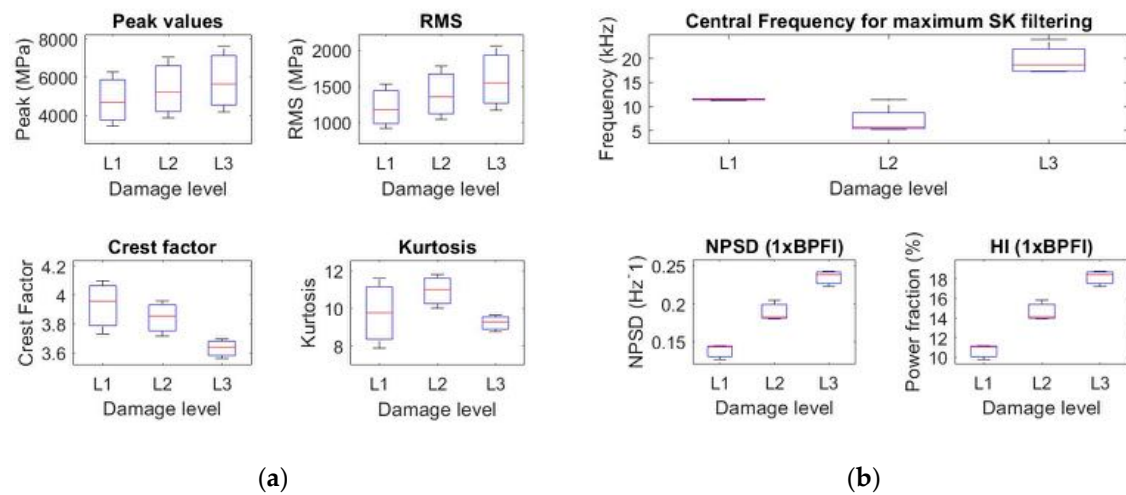 Peak values
Peak (MPa)
8000
6000
4000
L1 L2 L3
Damage level
RMS
RMS (MPa)
2000
1500
1000
L1 L2 L3
Damage level
Crest factor
Crest Factor
4.2
4
3.8
3.6
L1 L2 L3
Damage level
Kurtosis
Kurtosis
12
10
8
L1 L2 L3
Damage level
(a)
Central Frequency for maximum SK filtering
Frequency (kHz)
20
15
10
5
L1 L2 L3
Damage level
NPSD (1xBPFI)
NPSD (Hz⁻1)
0.25
0.2
0.15
L1 L2 L3
Damage level
HI (1xBPFI)
Power fraction (%)
18
16
14
12
10
L1 L2 L3
Damage level
(b)